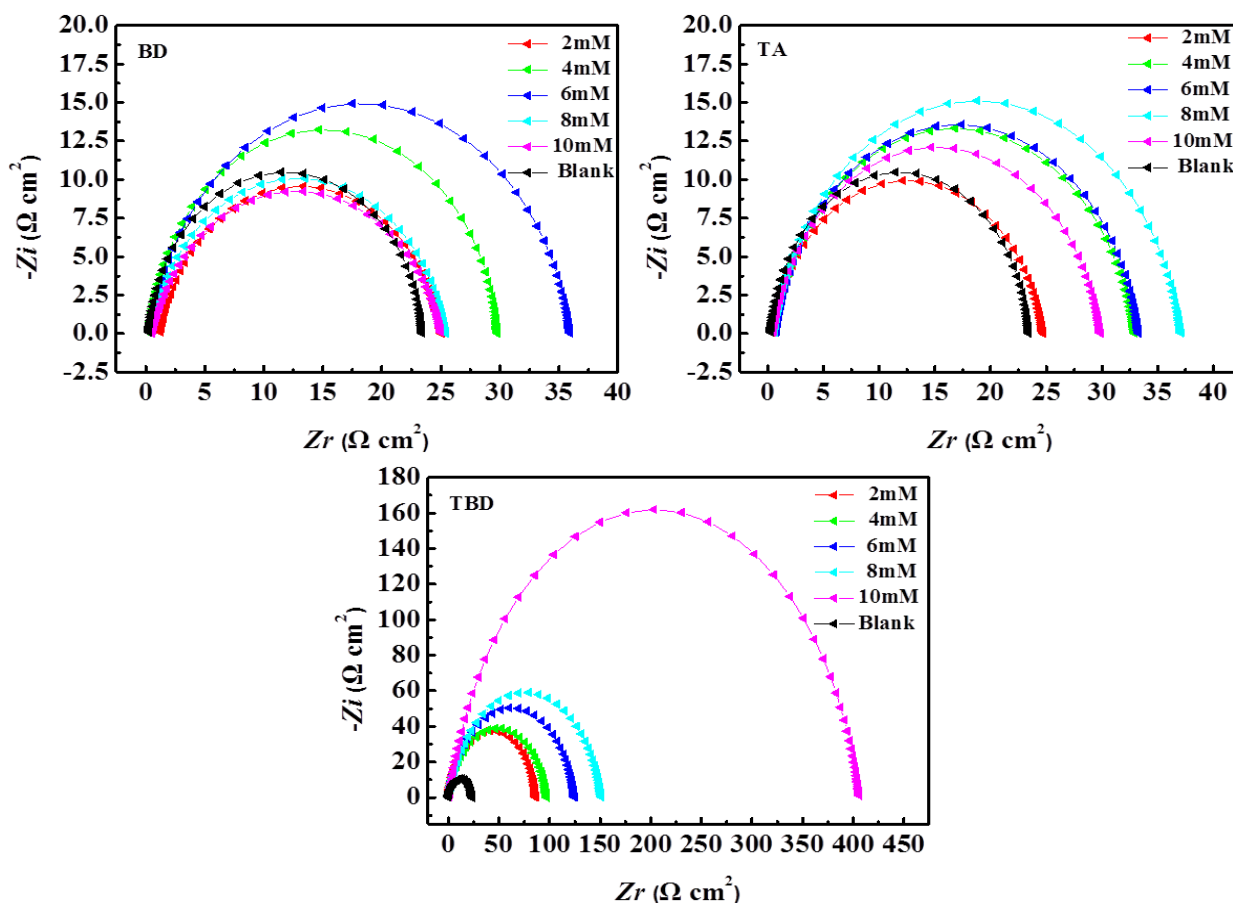 BD
2mM
4mM
6mM
8mM
10mM
Blank
20.0
17.5
15.0
12.5
10.0
7.5
5.0
2.5
0.0
-2.5
-Zi (Ω cm²)
0 5 10 15 20 25 30 35 40
Zr (Ω cm²)
TA
2mM
4mM
6mM
8mM
10mM
Blank
20.0
17.5
15.0
12.5
10.0
7.5
5.0
2.5
0.0
-2.5
-Zi (Ω cm²)
0 5 10 15 20 25 30 35 40
Zr (Ω cm²)
TBD
2mM
4mM
6mM
8mM
10mM
Blank
180
160
140
120
100
80
60
40
20
0
-Zi (Ω cm²)
0 50 100 150 200 250 300 350 400 450
Zr (Ω cm²)